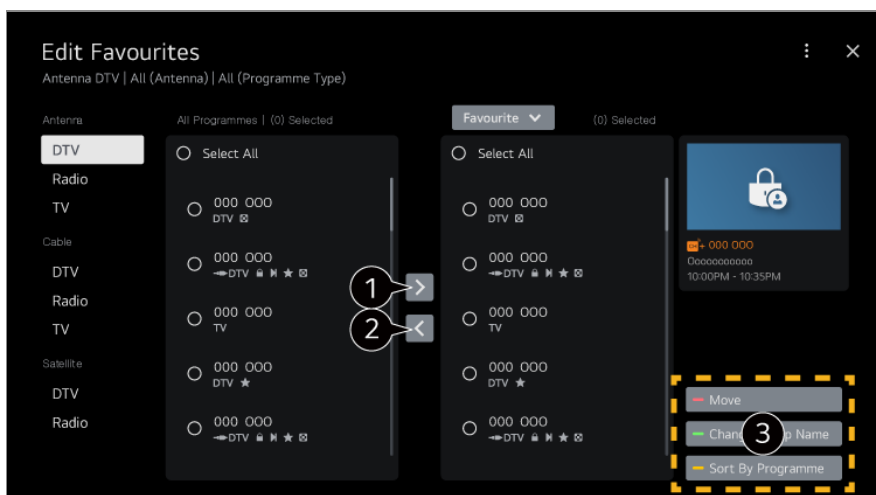 Edit Favourites
Antenna DTV | All (Antenna) | All (Programme Type)
Antenna
DTV
Radio
TV
Cable
DTV
Radio
TV
Satellite
DTV
Radio
All Programmes | (0) Selected
Select All
000 000
DTV
000 000
DTV
000 000
TV
000 000
DTV
000 000
DTV
1
2
Favourite
(0) Selected
Select All
000 000
DTV
000 000
DTV
000 000
TV
000 000
DTV
000 000
DTV
000 000
Oooooooooo
10:00PM - 10:35PM
Move
3
Name
Sort By Programme